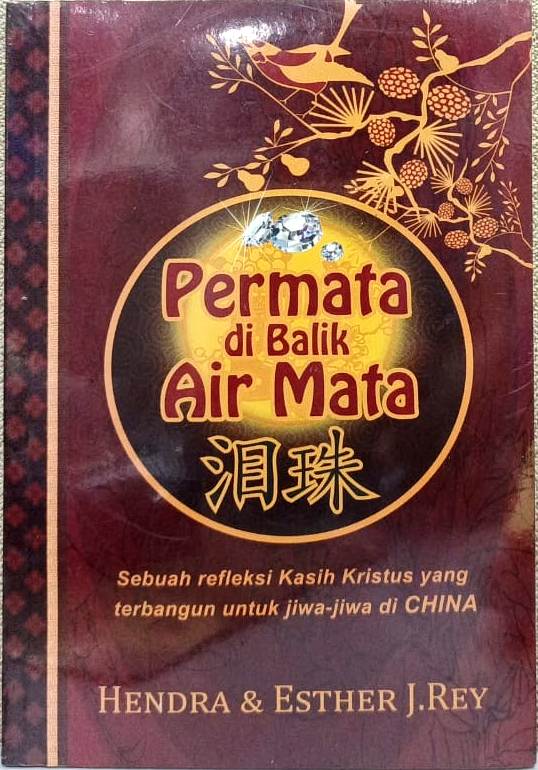 Permata
di Balik
Air Mata
泪珠
Sebuah refleksi Kasih Kristus yang
terbangun untuk jiwa-jiwa di CHINA
HENDRA & ESTHER J.REY